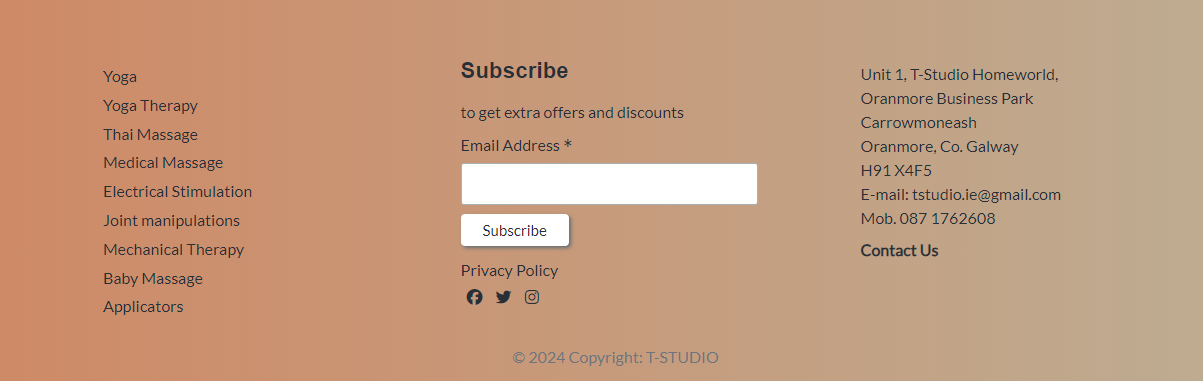 Yoga
Yoga Therapy
Thai Massage
Medical Massage
Electrical Stimulation
Joint manipulations
Mechanical Therapy
Baby Massage
Applicators
Subscribe
to get extra offers and discounts
Email Address *
Subscribe
Privacy Policy
Unit 1, T-Studio Homeworld,
Oranmore Business Park
Carrowmoneash
Oranmore, Co. Galway
H91 X4F5
E-mail: tstudio.ie@gmail.com
Mob. 087 1762608
Contact Us
© 2024 Copyright: T-STUDIO